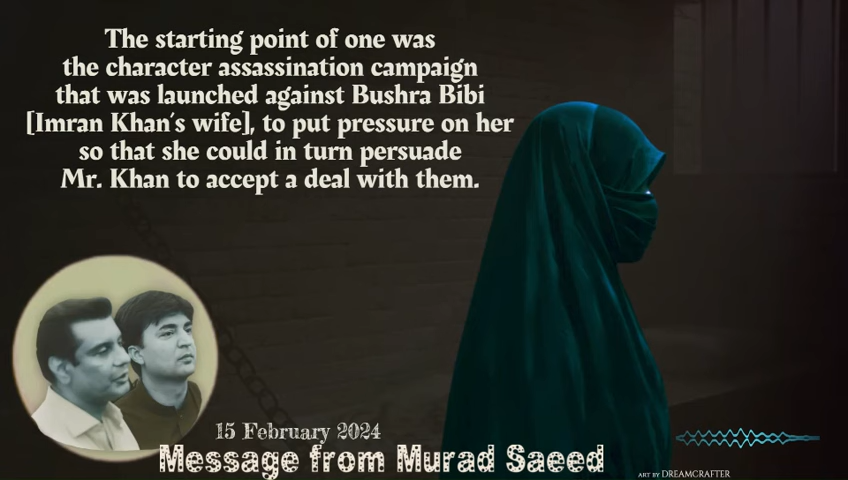 The starting point of one was
the character assassination campaign
that was launched against Bushra Bibi
[Imran Khan's wife], to put pressure on her
so that she could in turn persuade
Mr. Khan to accept a deal with them.
15 February 2024
Message from Murad Saeed
ART BY DREAMCRAFTER